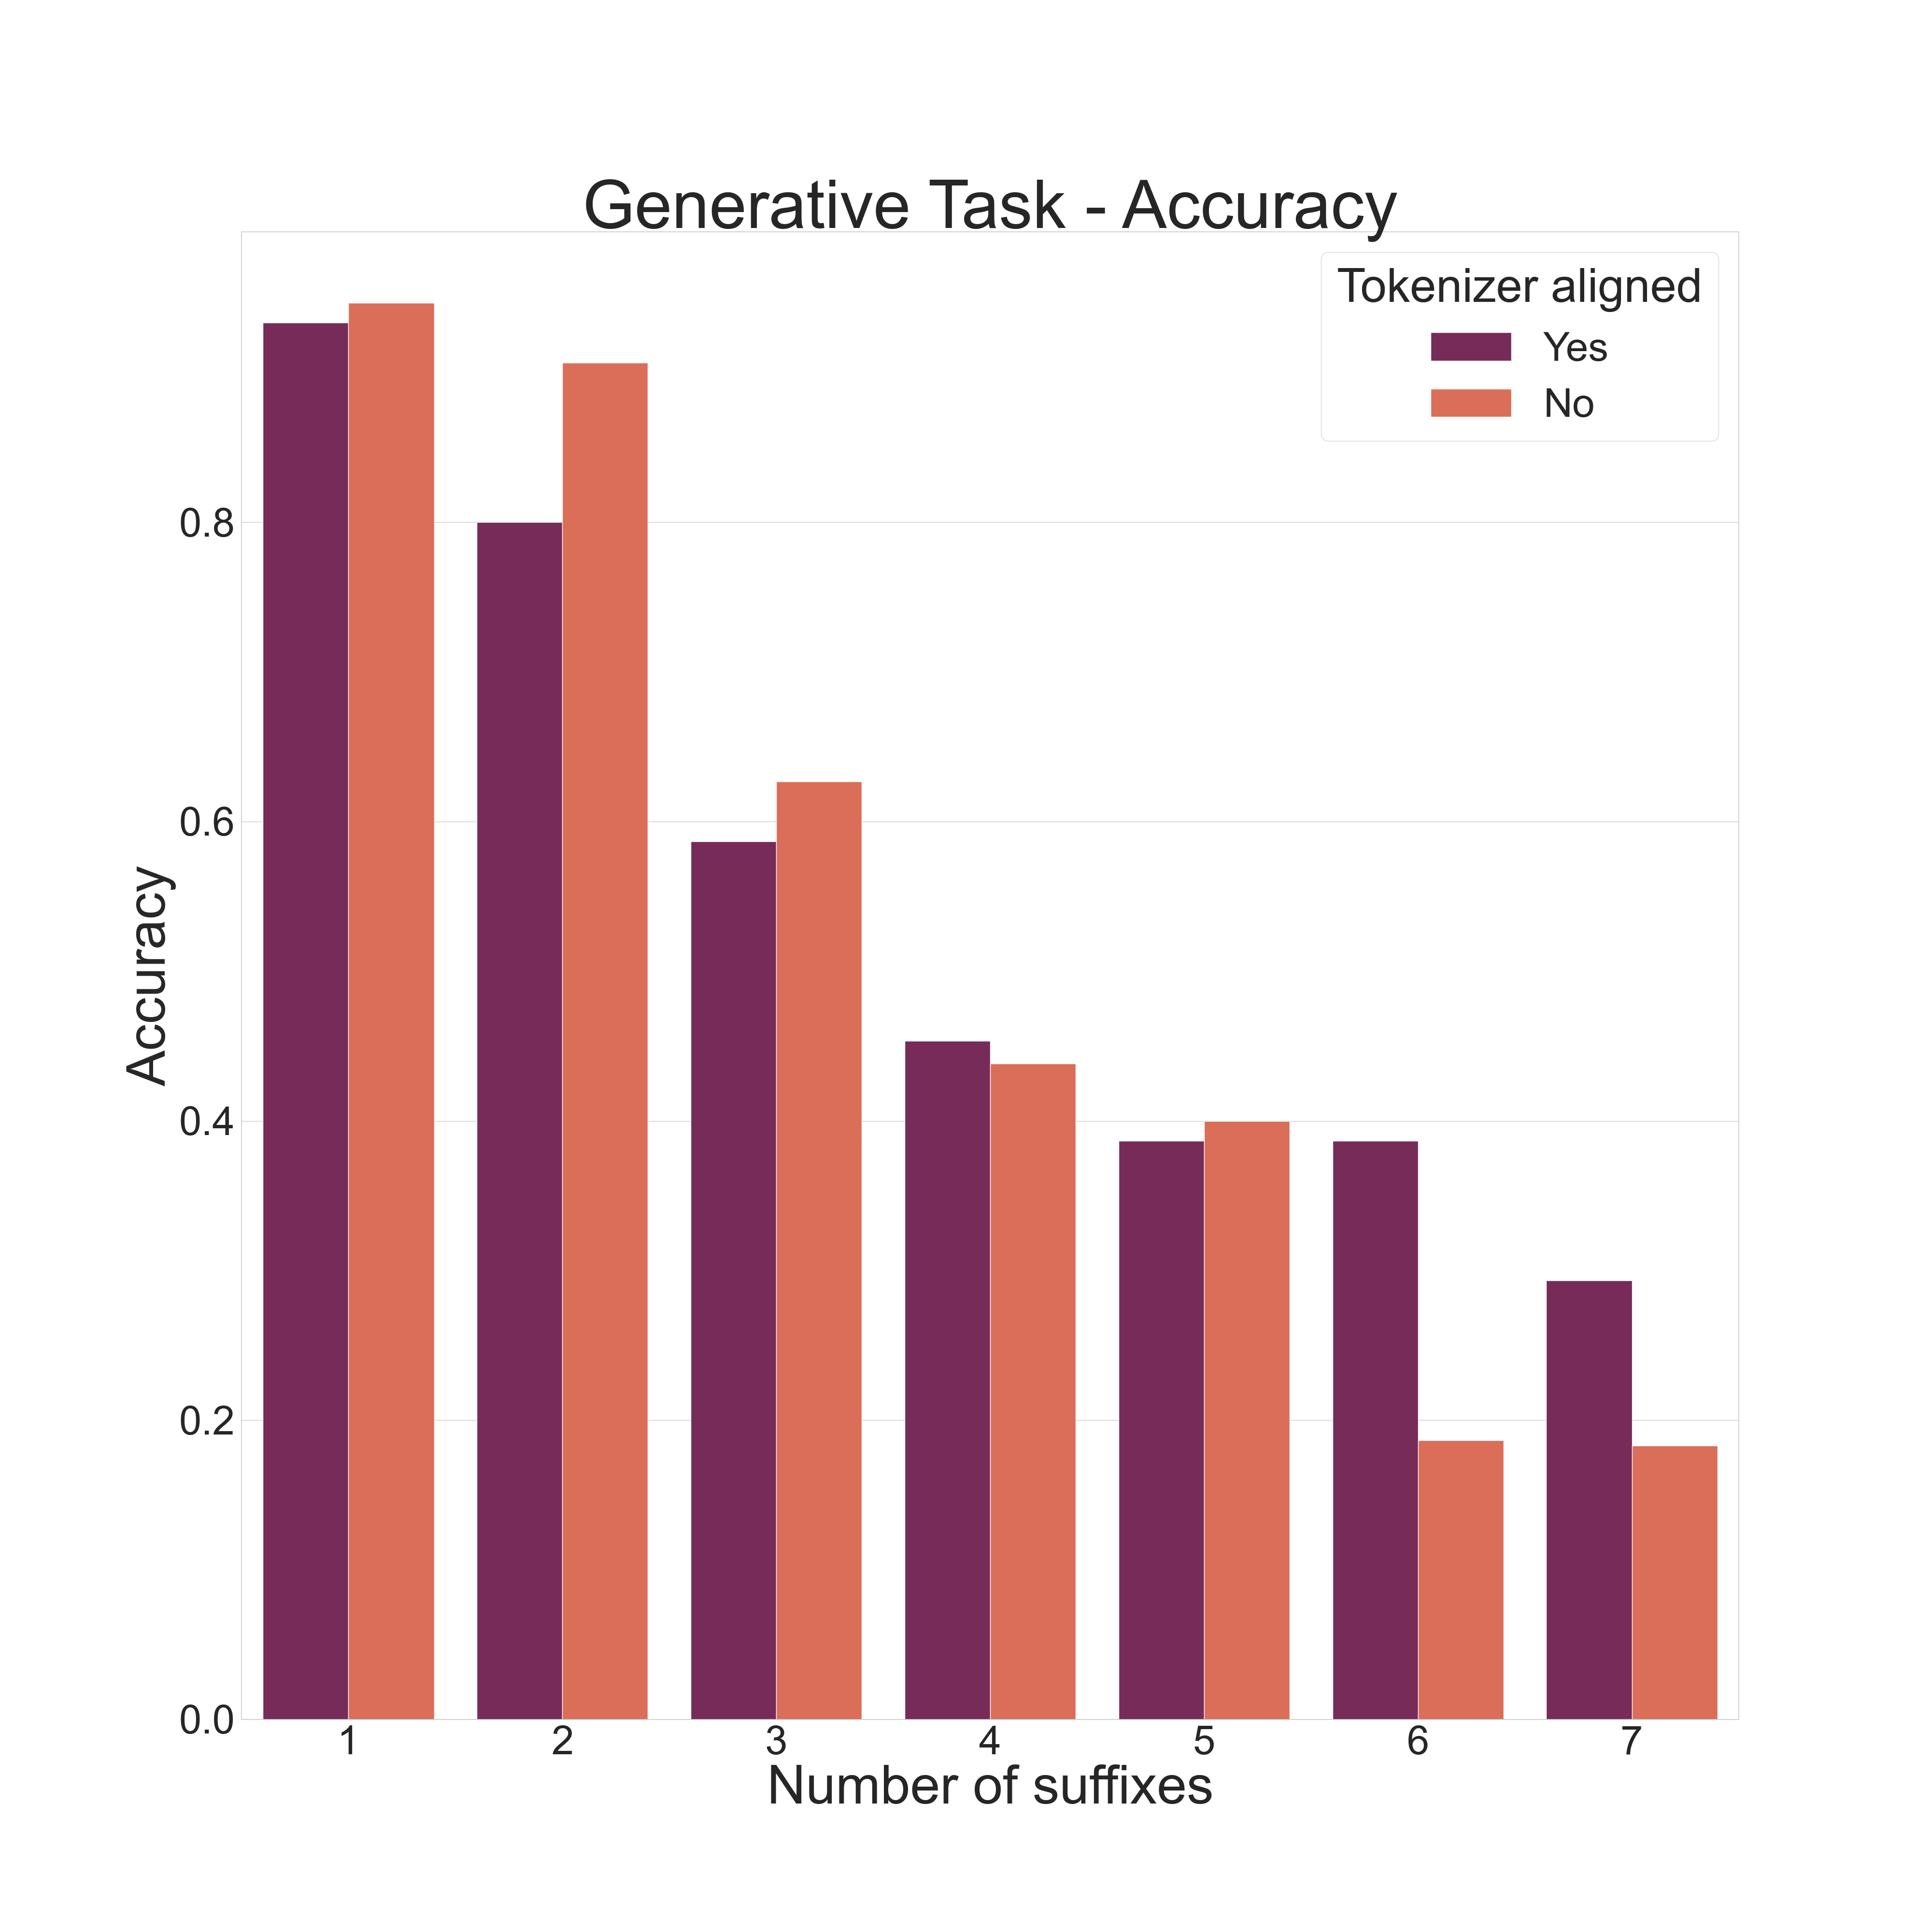 Generative Task - Accuracy
Tokenizer aligned
Yes
No
0.8
0.6
0.4
0.2
0.0
Accuracy
1 2 3 4 5 6 7
Number of suffixes